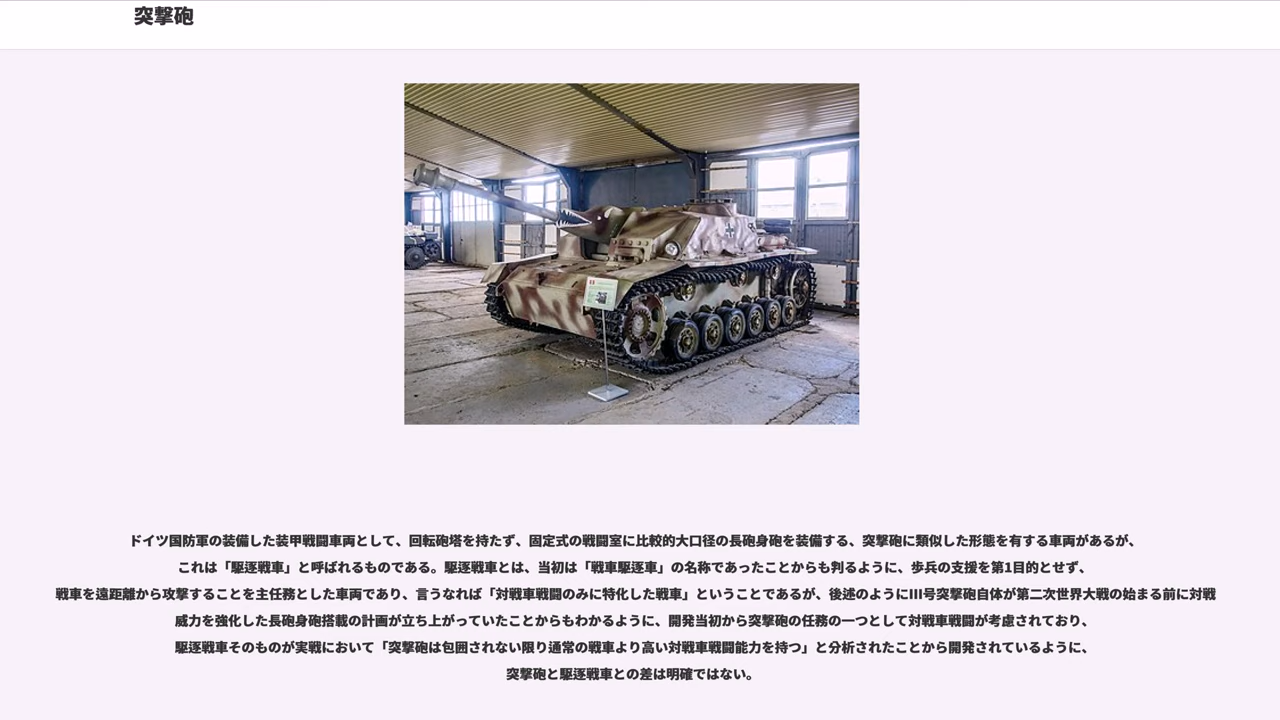 突撃砲
ドイツ国防軍の装備した装甲戦闘車両として、回転砲塔を持たず、固定式の戦闘室に比較的大口径の長砲身砲を装備する、突撃砲に類似した形態を有する車両があるが、
これは「駆逐戦車」と呼ばれるものである。駆逐戦車とは、当初は「戦車駆逐車」の名称であったことからも判るように、歩兵の支援を第1目的とせず、
戦車を遠距離から攻撃することを主任務とした車両であり、言うなれば「対戦車戦闘のみに特化した戦車」ということであるが、後述のようにIII号突撃砲自体が第二次世界大戦の始まる前に対戦
威力を強化した長砲身砲搭載の計画が立ち上がっていたことからもわかるように、開発当初から突撃砲の任務の一つとして対戦車戦闘が考慮されており、
駆逐戦車そのものが実戦において「突撃砲は包囲されない限り通常の戦車より高い対戦車戦闘能力を持つ」と分析されたことから開発されているように、
突撃砲と駆逐戦車との差は明確ではない。